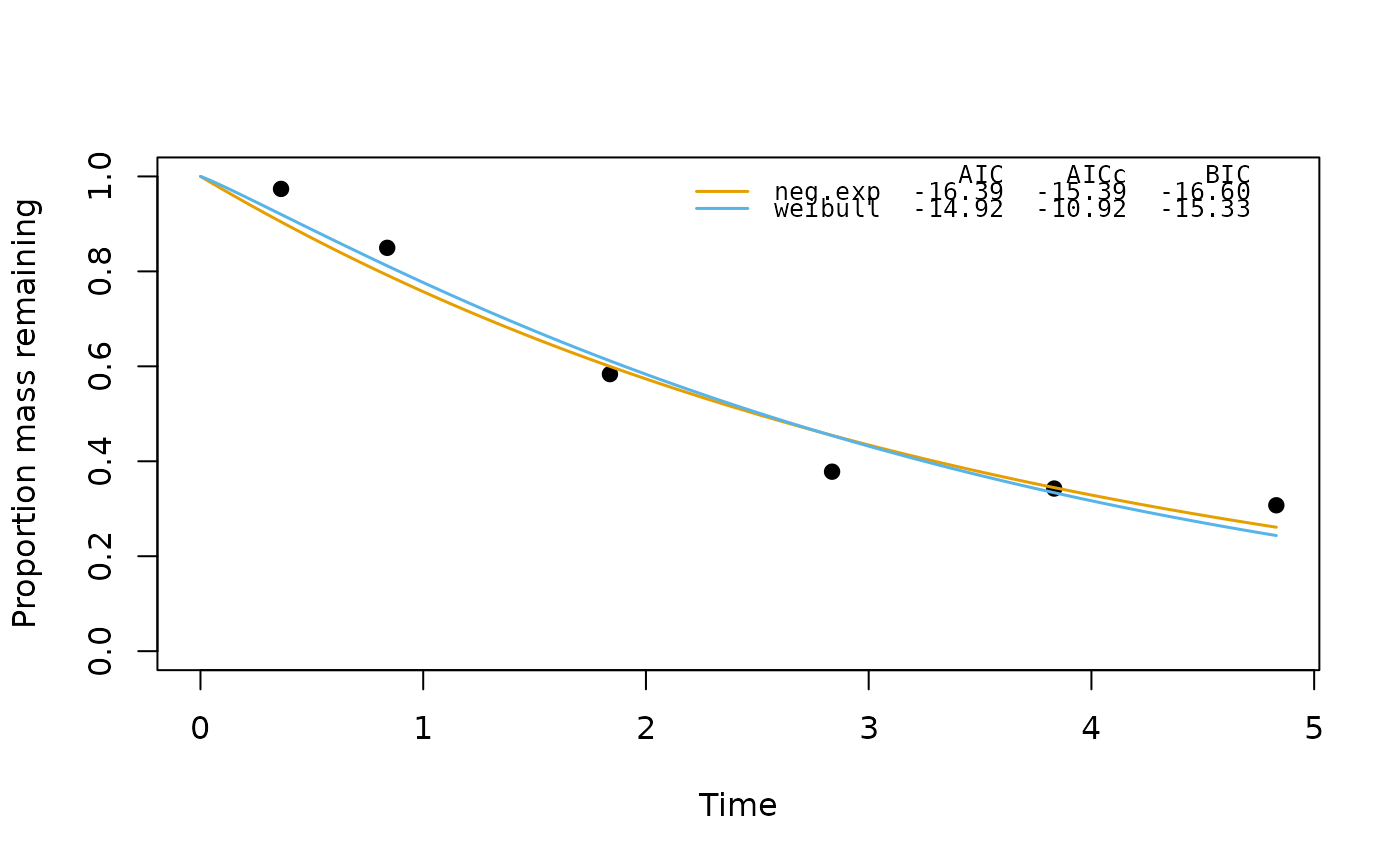 AIC AICc BIC
neg.exp -16.39 -15.39 -16.60
weibull -14.92 -10.92 -15.33
Proportion mass remaining
1.0
0.8
0.6
0.4
0.2
0.0
0 1 2 3 4 5
Time